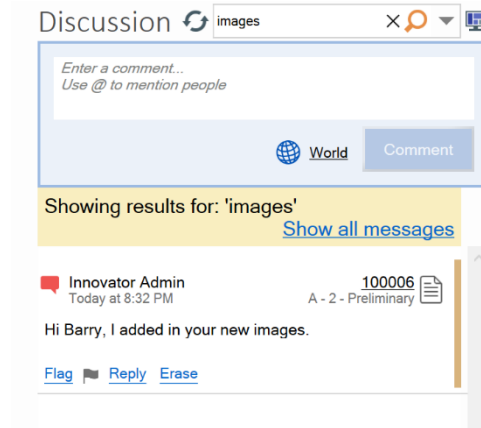 Discussion images
Enter a comment...
Use @ to mention people
World Comment
Showing results for: 'images'
Show all messages
Innovator Admin 100006
Today at 8:32 PM A - 2 - Preliminary
Hi Barry, I added in your new images.
Flag Reply Erase